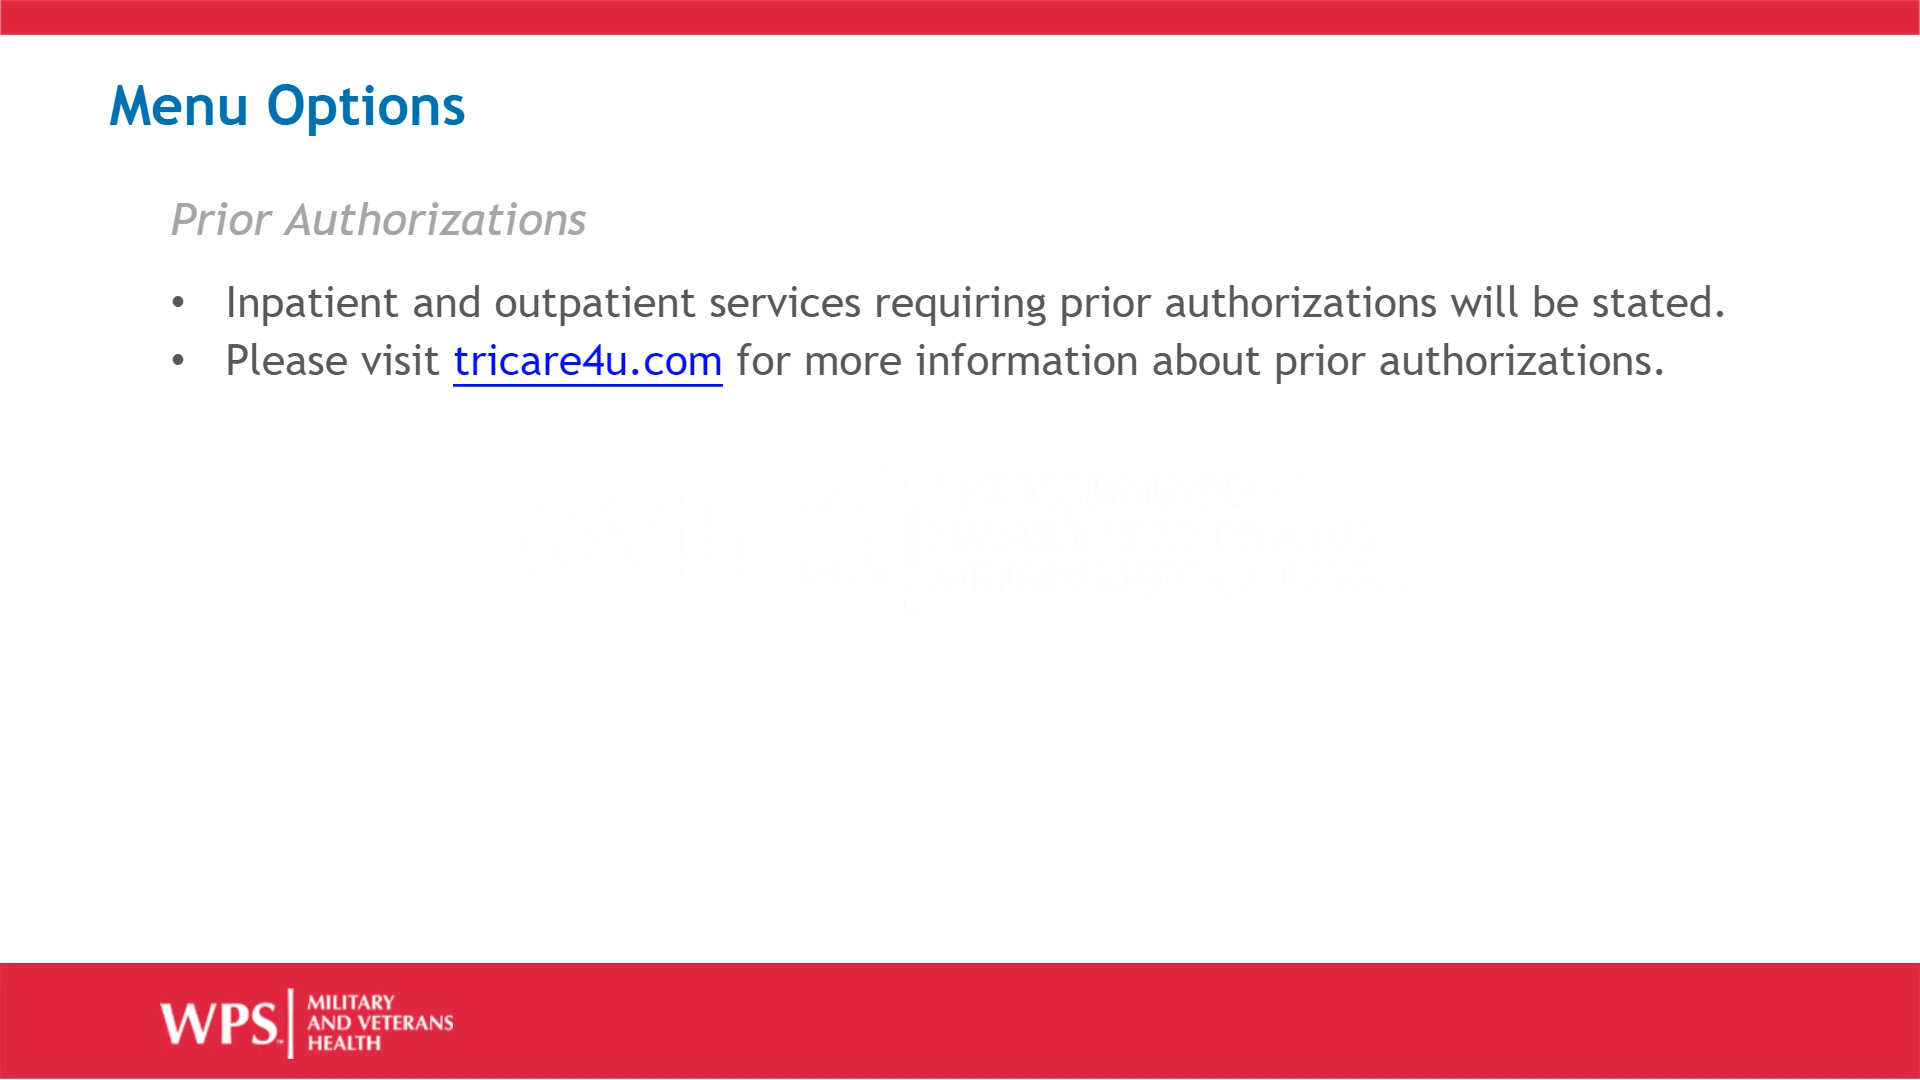 Menu Options
Prior Authorizations
• Inpatient and outpatient services requiring prior authorizations will be stated.
• Please visit tricare4u.com for more information about prior authorizations.
WPS™
MILITARY
AND VETERANS
HEALTH